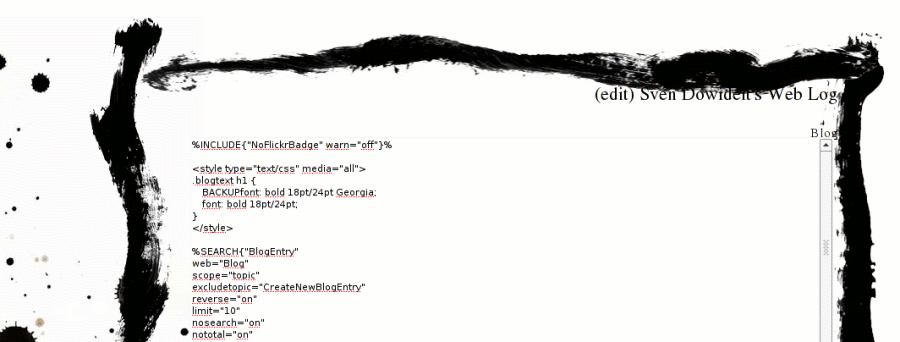 (edit) Sven Dowideit's Web Log
Blog
%INCLUDE{"NoFlickrBadge" warn="off"}%
<style type="text/css" media="all">
.blogtext h1 {
BACKUPfont: bold 18pt/24pt Georgia;
font: bold 18pt/24pt;
}
</style>
%SEARCH{"BlogEntry"
web="Blog"
scope="topic"
excludetopic="CreateNewBlogEntry"
reverse="on"
limit="10"
nosearch="on"
nototal="on"